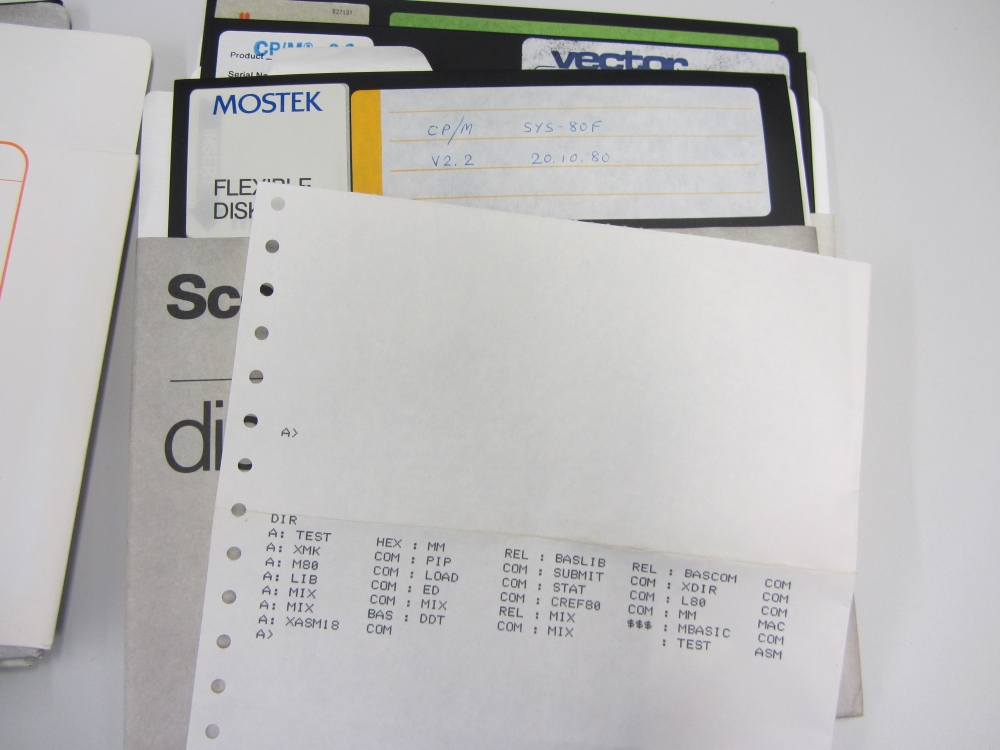 CP/M®
Product
Serial No
vector
MOSTEK
FLEXIBLE
DISK
CP/M SYS-80F
V2.2 20.10.80
Sc
di
A>
DIR
A: TEST HEX : MM REL : BASLIB REL : BASCOM COM
A: XMK COM : PIP COM : SUBMIT COM : XDIR COM
A: M80 COM : LOAD COM : STAT COM : L80 COM
A: LIB COM : ED COM : CREF80 COM : MM MAC
A: MIX COM : MIX REL : MIX $$$ : MBASIC COM
A: MIX BAS : DDT COM : MIX : TEST ASM
A: XASM18 COM
A>